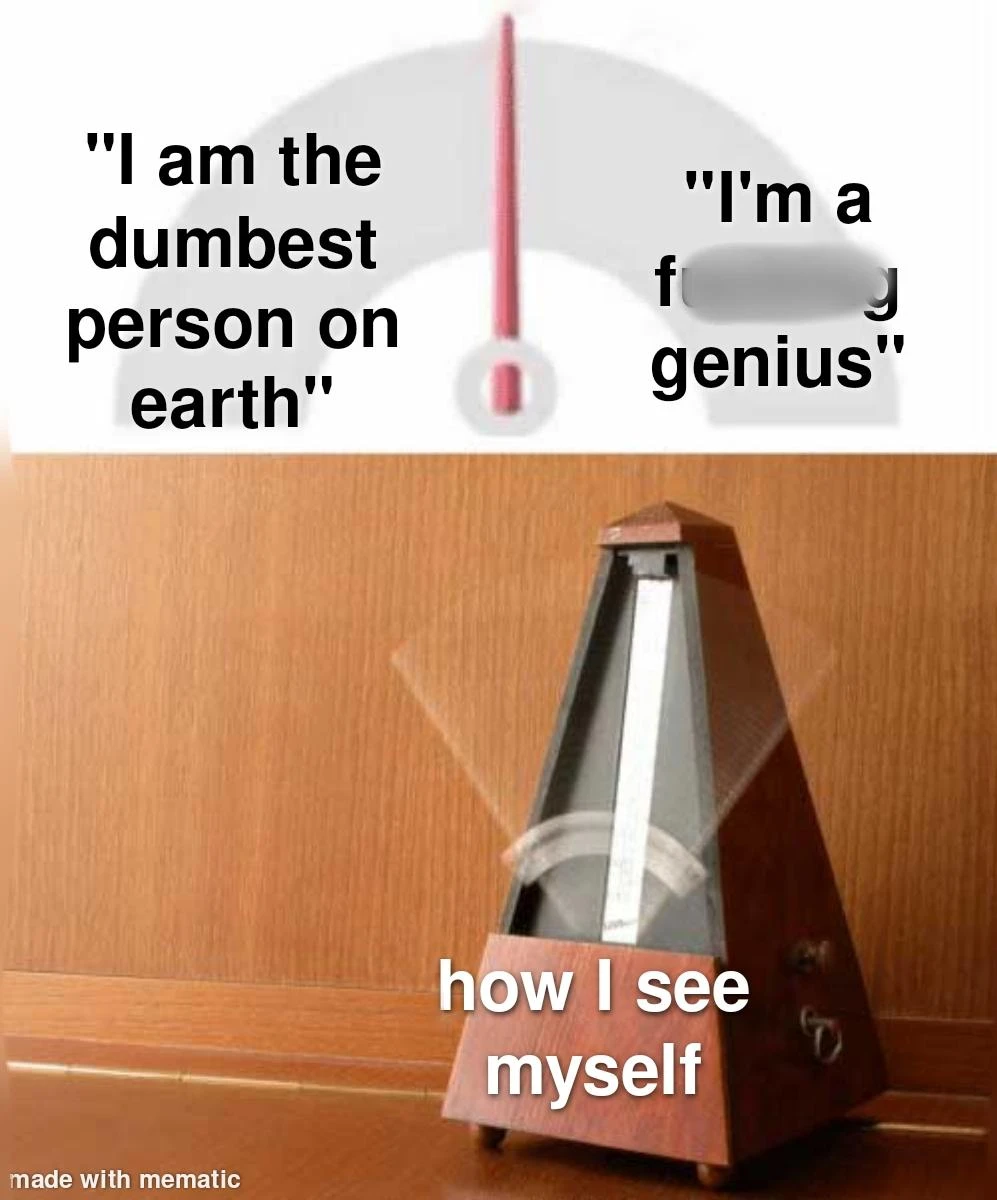 "I am the
dumbest
person on
earth"
"I'm a
genius"
how I see
myself
made with mematic